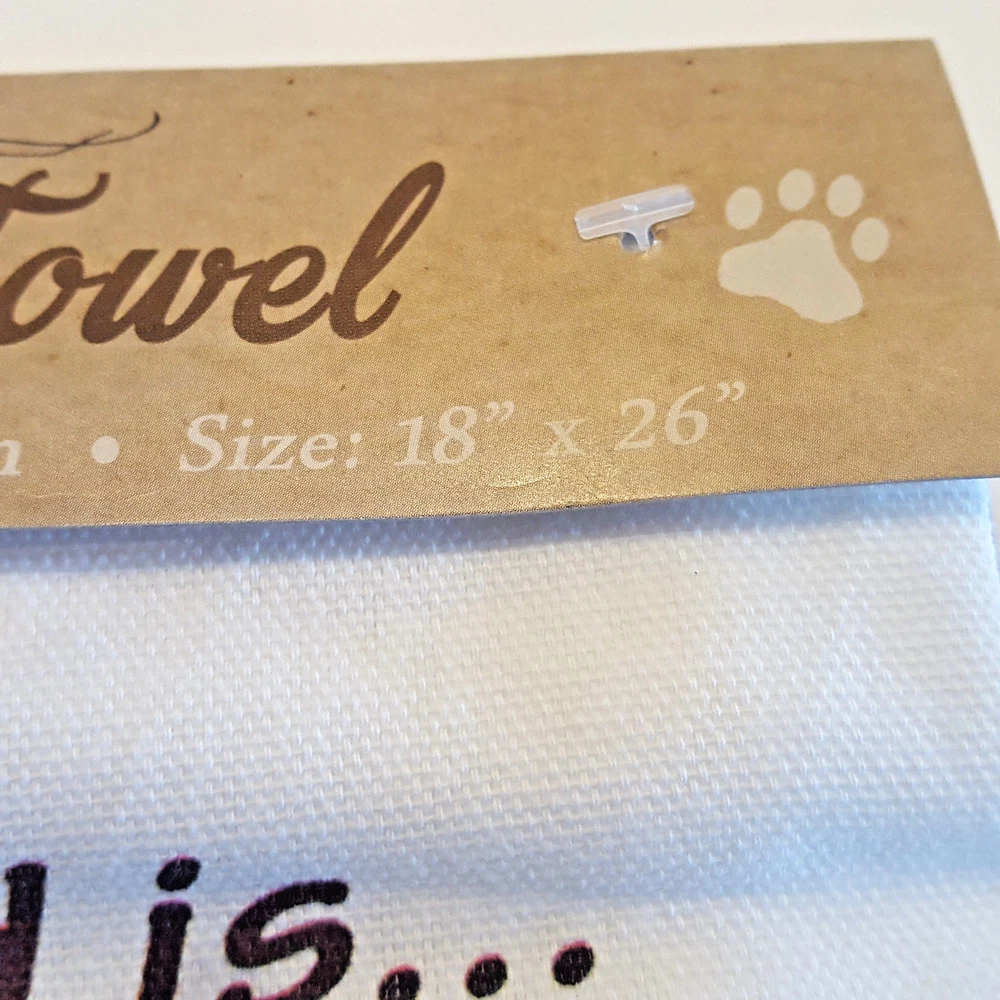 Towel
• Size: 18” x 26”
is...